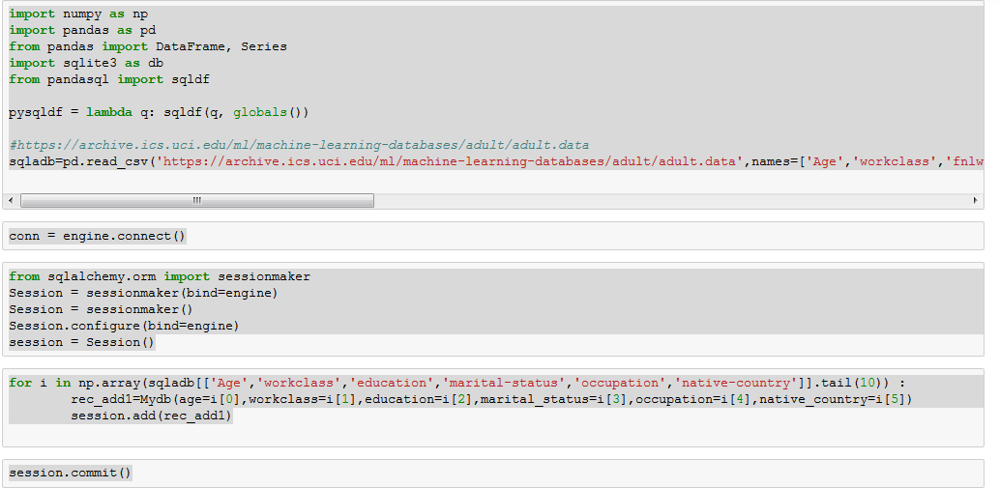 import numpy as np
import pandas as pd
from pandas import DataFrame, Series
import sqlite3 as db
from pandasql import sqldf
pysqldf = lambda q: sqldf(q, globals())
#https://archive.ics.uci.edu/ml/machine-learning-databases/adult/adult.data
sqladb=pd.read_csv('https://archive.ics.uci.edu/ml/machine-learning-databases/adult/adult.data',names=['Age','workclass','fnlw
conn = engine.connect()
from sqlalchemy.orm import sessionmaker
Session = sessionmaker(bind=engine)
Session = sessionmaker()
Session.configure(bind=engine)
session = Session()
for i in np.array(sqladb[['Age','workclass','education','marital-status','occupation','native-country']].tail(10)) :
        rec_add1=Mydb(age=i[0],workclass=i[1],education=i[2],marital_status=i[3],occupation=i[4],native_country=i[5])
        session.add(rec_add1)
session.commit()